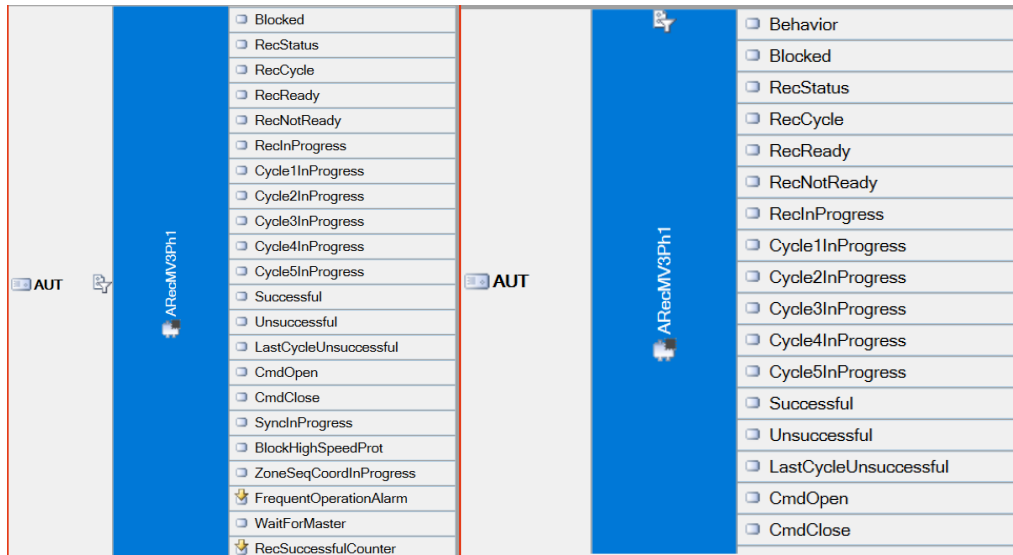 AUT
ARecMV3Ph1
Blocked
RecStatus
RecCycle
RecReady
RecNotReady
RecInProgress
Cycle1InProgress
Cycle2InProgress
Cycle3InProgress
Cycle4InProgress
Cycle5InProgress
Successful
Unsuccessful
LastCycleUnsuccessful
CmdOpen
CmdClose
SyncInProgress
BlockHighSpeedProt
ZoneSeqCoordInProgress
FrequentOperationAlarm
WaitForMaster
RecSuccessfulCounter
AUT
ARecMV3Ph1
Behavior
Blocked
RecStatus
RecCycle
RecReady
RecNotReady
RecInProgress
Cycle1InProgress
Cycle2InProgress
Cycle3InProgress
Cycle4InProgress
Cycle5InProgress
Successful
Unsuccessful
LastCycleUnsuccessful
CmdOpen
CmdClose